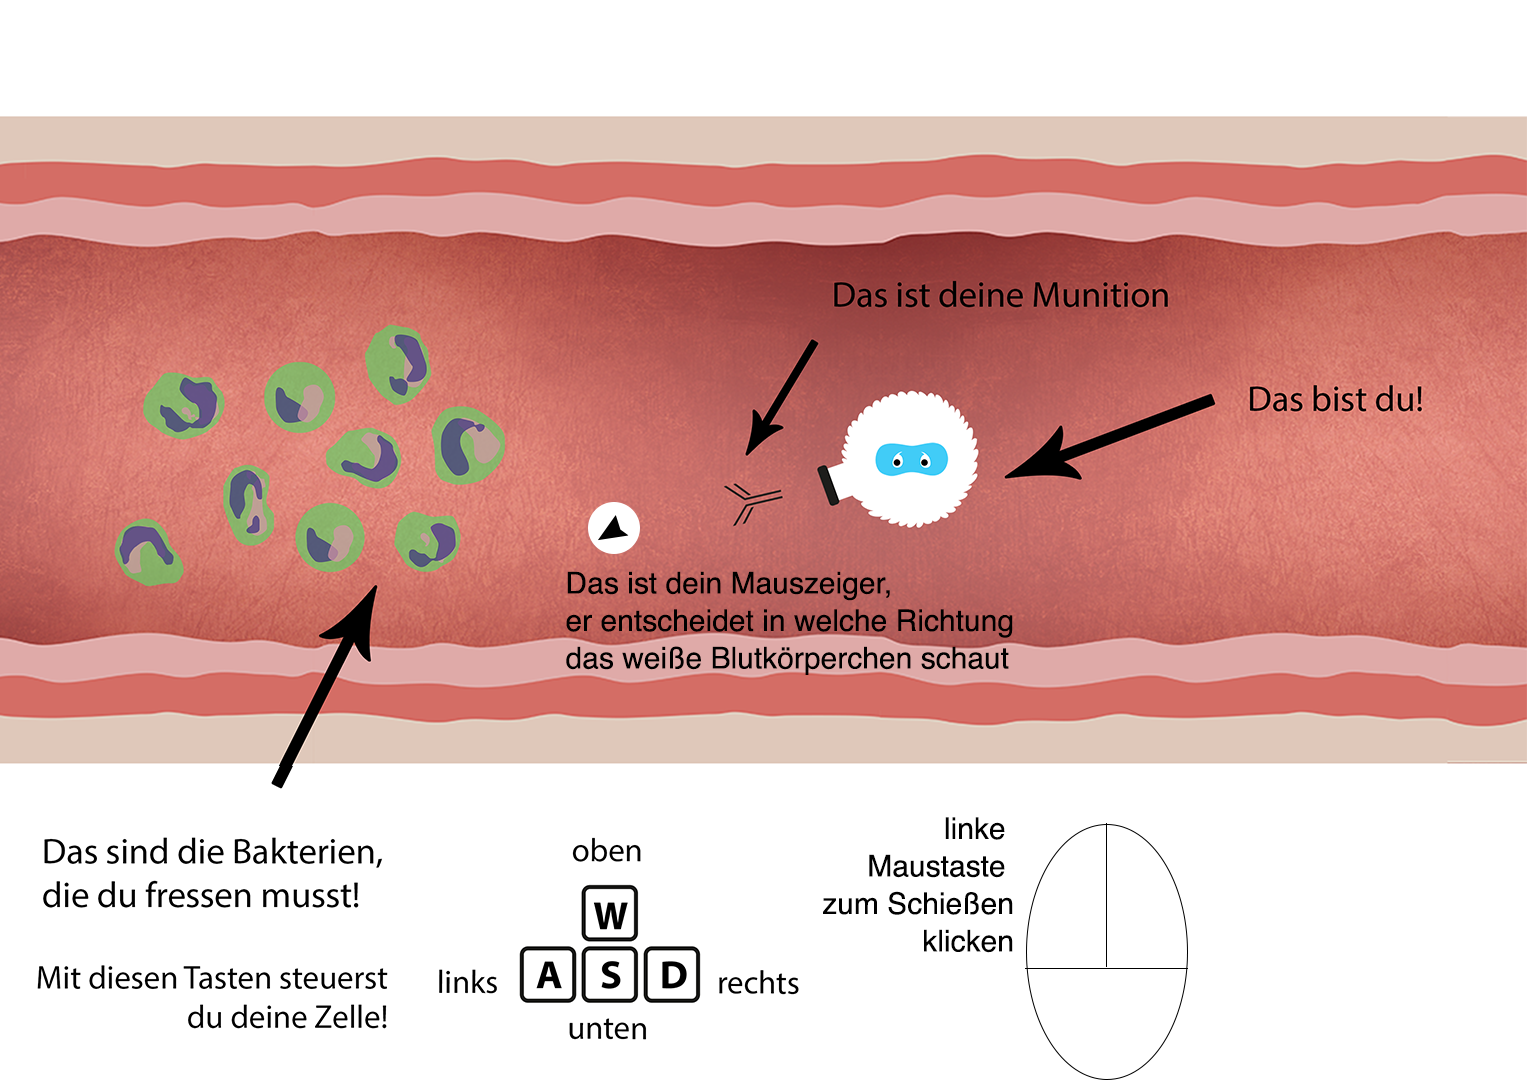 Das ist deine Munition
Das bist du!
Das ist dein Mauszeiger,
er entscheidet in welche Richtung
das weiße Blutkörperchen schaut
Das sind die Bakterien,
die du fressen musst!
Mit diesen Tasten steuerst
du deine Zelle!
oben
W
links A S D rechts
unten
linke
Maustaste
zum Schießen
klicken